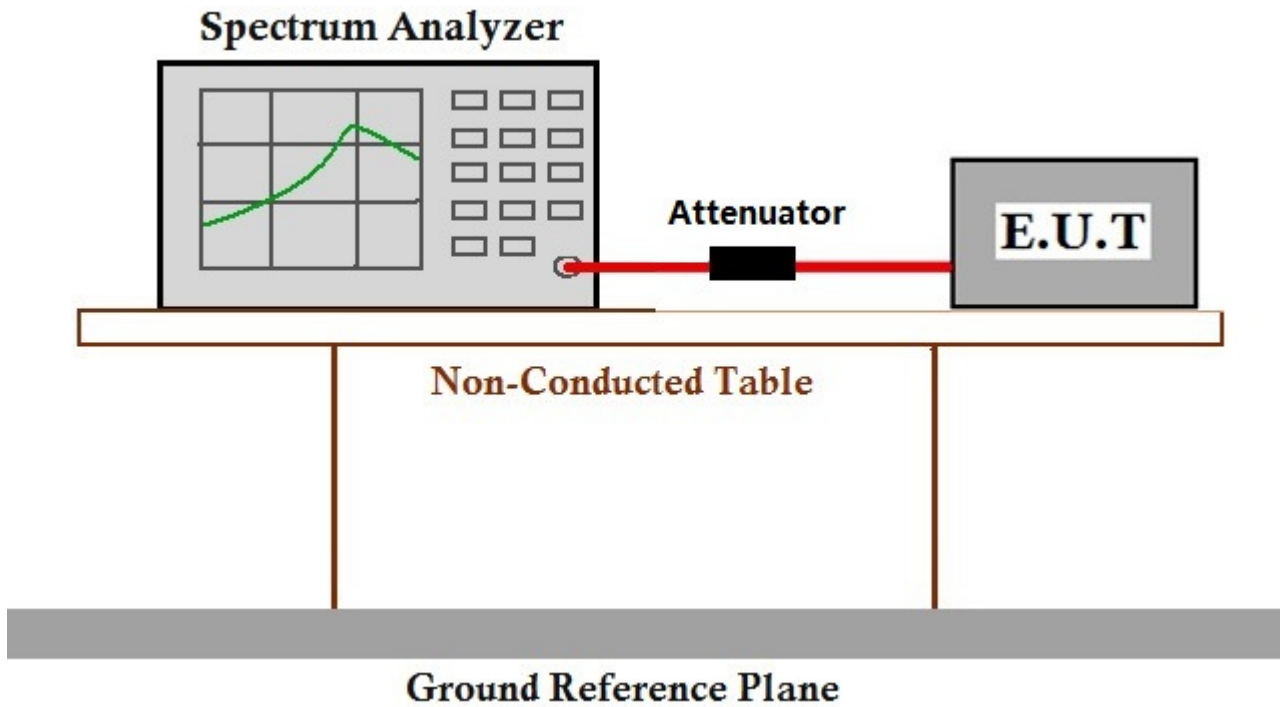 Spectrum Analyzer
Attenuator
E.U.T
Non-Conducted Table
Ground Reference Plane